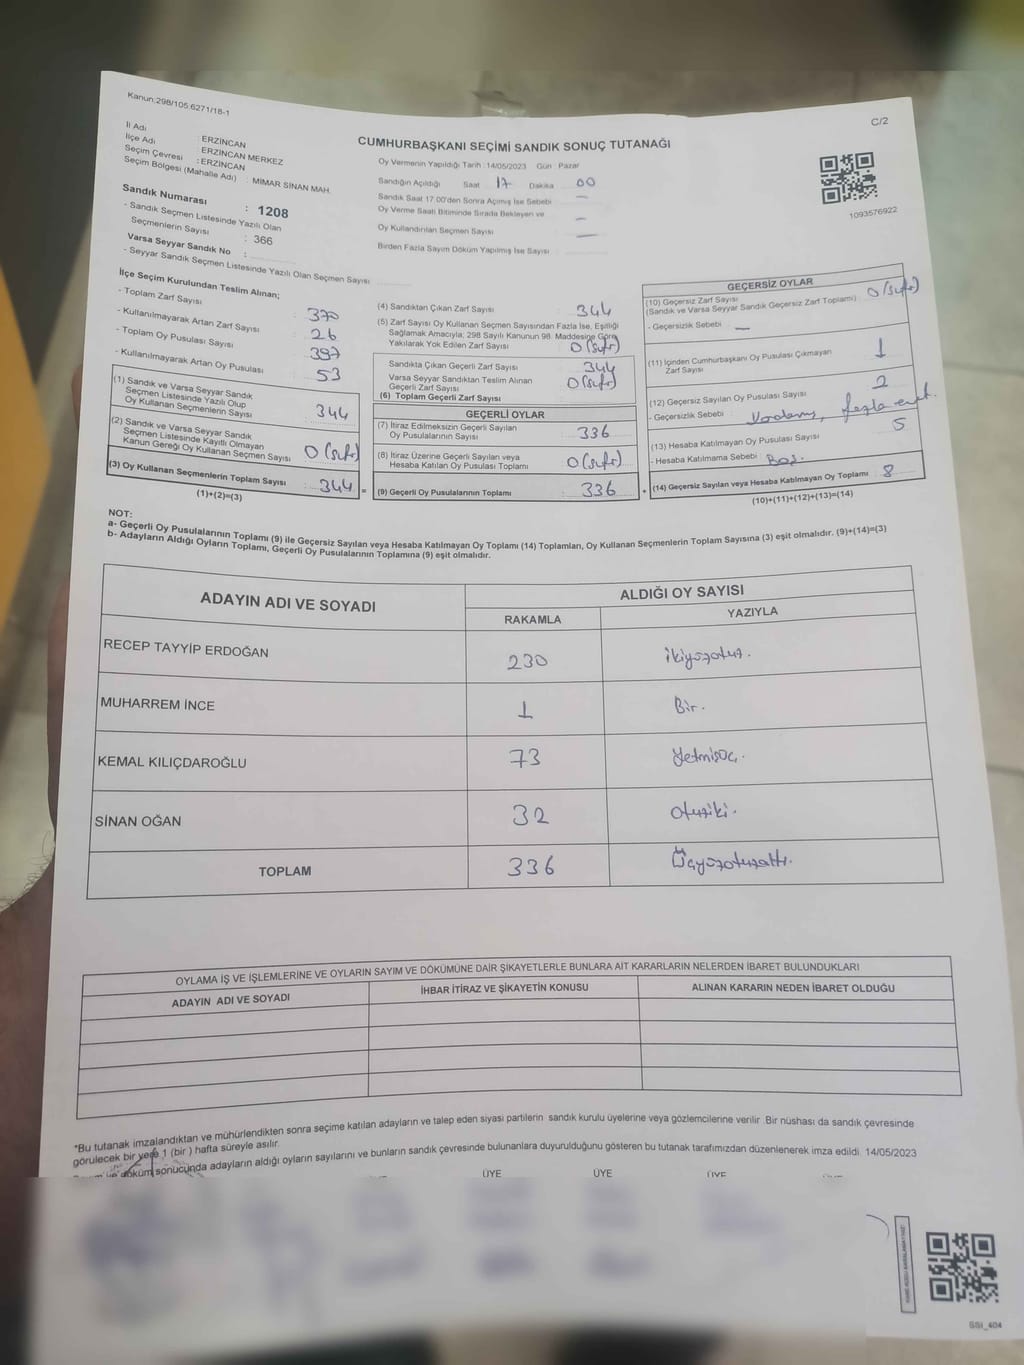 Kanun:298/105;6271/18-1
C/2
İl Adı : ERZİNCAN
İlçe Adı : ERZİNCAN MERKEZ
Seçim Çevresi : ERZİNCAN
Seçim Bölgesi (Mahalle Adı) : MİMAR SİNAN MAH.
Sandık Numarası : 1208
- Sandık Seçmen Listesinde Yazılı Olan
Seçmenlerin Sayısı : 366
Varsa Seyyar Sandık No :
- Seyyar Sandık Seçmen Listesinde Yazılı Olan Seçmen Sayısı
CUMHURBAŞKANI SEÇİMİ SANDIK SONUÇ TUTANAĞI
Oy Vermenin Yapıldığı Tarih : 14/05/2023 Gün : Pazar
Sandığın Açıldığı Saat 17 Dakika 00
Sandık Saat 17.00'den Sonra Açılmış İse Sebebi –
Oy Verme Saati Bitiminde Sırada Bekleyen ve
Oy Kullandırılan Seçmen Sayısı –
Birden Fazla Sayım Döküm Yapılmış İse Sayısı :
1093576922
İlçe Seçim Kurulundan Teslim Alınan;
- Toplam Zarf Sayısı : 370
- Kullanılmayarak Artan Zarf Sayısı : 26
- Toplam Oy Pusulası Sayısı : 397
- Kullanılmayarak Artan Oy Pusulası : 53
(1) Sandık ve Varsa Seyyar Sandık
Seçmen Listesinde Yazılı Olup
Oy Kullanan Seçmenlerin Sayısı : 344
(2) Sandık ve Varsa Seyyar Sandık
Seçmen Listesinde Kayıtlı Olmayan
Kanun Gereği Oy Kullanan Seçmen Sayısı 0 (sıfır)
(3) Oy Kullanan Seçmenlerin Toplam Sayısı : 344 =
(1)+(2)=(3)
(4) Sandıktan Çıkan Zarf Sayısı : 344
(5) Zarf Sayısı Oy Kullanan Seçmen Sayısından Fazla İse, Eşitliği
Sağlamak Amacıyla; 298 Sayılı Kanunun 98. Maddesine Göre
Yakılarak Yok Edilen Zarf Sayısı : 0 (sıfır)
Sandıkta Çıkan Geçerli Zarf Sayısı : 344
Varsa Seyyar Sandıktan Teslim Alınan
Geçerli Zarf Sayısı : 0 (sıfır)
(6) Toplam Geçerli Zarf Sayısı :
GEÇERLİ OYLAR
(7) İtiraz Edilmeksizin Geçerli Sayılan
Oy Pusulalarının Sayısı : 336
(8) İtiraz Üzerine Geçerli Sayılan veya
Hesaba Katılan Oy Pusulası Toplamı : 0 (sıfır)
(9) Geçerli Oy Pusulalarının Toplamı : 336 +
GEÇERSİZ OYLAR
(10) Geçersiz Zarf Sayısı
(Sandık ve Varsa Seyyar Sandık Geçersiz Zarf Toplamı) : 0 (sıfır)
- Geçersizlik Sebebi : —
(11) İçinden Cumhurbaşkanı Oy Pusulası Çıkmayan
Zarf Sayısı 1
(12) Geçersiz Sayılan Oy Pusulası Sayısı 2
- Geçersizlik Sebebi :
(13) Hesaba Katılmayan Oy Pusulası Sayısı 5
- Hesaba Katılmama Sebebi : Boş.
(14) Geçersiz Sayılan veya Hesaba Katılmayan Oy Toplamı : 8
(10)+(11)+(12)+(13)=(14)
NOT:
a- Geçerli Oy Pusulalarının Toplamı (9) ile Geçersiz Sayılan veya Hesaba Katılmayan Oy Toplamı (14) Toplamları, Oy Kullanan Seçmenlerin Toplam Sayısına (3) eşit olmalıdır. (9)+(14)=(3)
b- Adayların Aldığı Oyların Toplamı, Geçerli Oy Pusulalarının Toplamına (9) eşit olmalıdır.
ADAYIN ADI VE SOYADI ALDIĞI OY SAYISI
RAKAMLA YAZIYLA
RECEP TAYYİP ERDOĞAN 230 ikiyüzotuz.
MUHARREM İNCE 1 Bir.
KEMAL KILIÇDAROĞLU 73 Yetmişüç.
SİNAN OĞAN 32 Otuziki.
TOPLAM 336 Üçyüzotuzaltı.
OYLAMA İŞ VE İŞLEMLERİNE VE OYLARIN SAYIM VE DÖKÜMÜNE DAİR ŞİKAYETLERLE BUNLARA AİT KARARLARIN NELERDEN İBARET BULUNDUKLARI
ADAYIN ADI VE SOYADI İHBAR İTİRAZ VE ŞİKAYETİN KONUSU ALINAN KARARIN NEDEN İBARET OLDUĞU
*Bu tutanak imzalandıktan ve mühürlendikten sonra seçime katılan adayların ve talep eden siyasi partilerin sandık kurulu üyelerine veya gözlemcilerine verilir. Bir nüshası da sandık çevresinde
görülecek bir yere 1 (bir) hafta süreyle asılır.
ve döküm sonucunda adayların aldığı oyların sayılarını ve bunların sandık çevresinde bulunanlara duyurulduğunu gösteren bu tutanak tarafımızdan düzenlenerek imza edildi. 14/05/2023
ÜYE ÜYE ÜYE
SSI_404